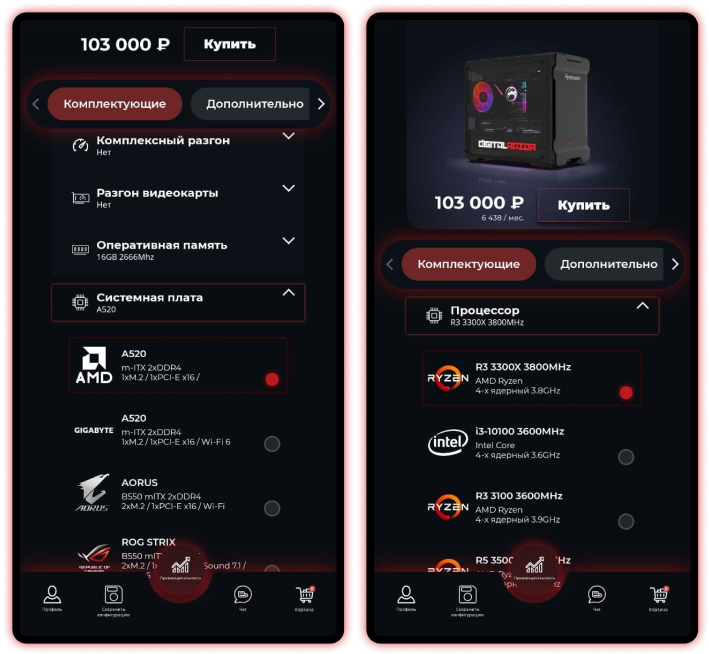 103 000 ₽
Купить
Комплектующие
Дополнительно
Комплексный разгон
Нет
Разгон видеокарты
Нет
Оперативная память
16GB 2666Mhz
Системная плата
A520
AMD
A520
m-ITX 2xDDR4
1xM.2 / 1xPCI-E x16 /
GIGABYTE
A520
m-ITX 2xDDR4
1xM.2 / 1xPCI-E x16 / Wi-Fi 6
AORUS
AORUS
B550 mITX 2xDDR4
2xM.2 / 1xPCI-E x16 / Wi-Fi
ROG STRIX
B550 mIT
2xM.2 / 1
Sound 7.1 /
Производительность
Профиль
Сохранить
конфигурацию
Чат
Корзина
DIGITALRAZOR
103 000 ₽
6 438 / мес.
Купить
Комплектующие
Дополнительно
Процессор
R3 3300X 3800MHz
RYZEN
R3 3300X 3800MHz
AMD Ryzen
4-х ядерный 3.8GHz
intel
i3-10100 3600MHz
Intel Core
4-х ядерный 3.6GHz
RYZEN
R3 3100 3600MHz
AMD Ryzen
4-х ядерный 3.9GHz
RYZEN
R5 3500
Hz
Производительность
Профиль
Сохранить
конфигурацию
Чат
Корзина